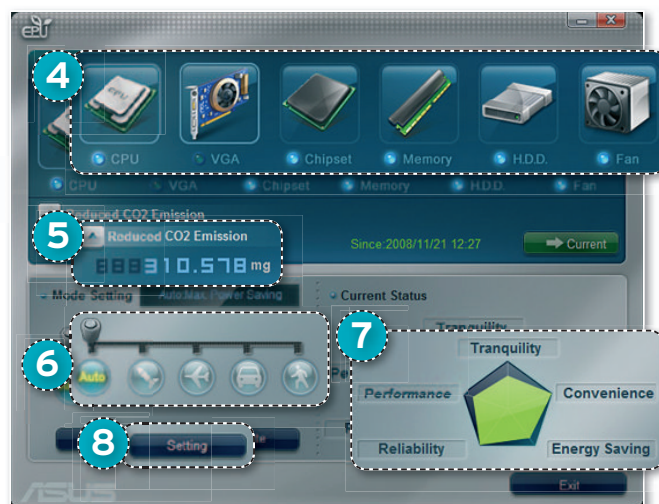 EPU
4
CPU
CPU VGA Chipset Memory H.D.D. Fan
CPU VGA Chipset Memory H.D.D. Fan
Reduced CO2 Emission
5
Reduced CO2 Emission
Since:2008/11/21 12:27
Current
310.578 mg
Mode Setting
Auto:Max. Power Saving
Current Status
7
Tranquility
Tranquility
6
Auto
Performance
Convenience
8
Setting
Reliability
Energy Saving
ASUS
Exit